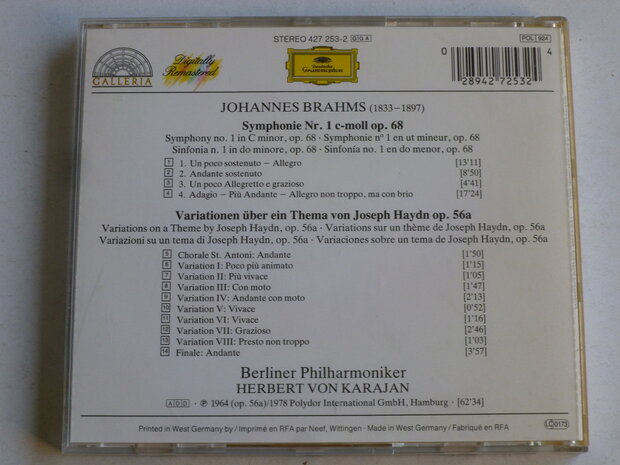 STEREO 427 253-2 GGA
POL 924
GALLERIA
Digitally
Remastered
Deutsche
Grammophon
0 28942 72532 4
JOHANNES BRAHMS (1833–1897)
Symphonie Nr. 1 c-moll op. 68
Symphony no. 1 in C minor, op. 68 · Symphonie n° 1 en ut mineur, op. 68
Sinfonia n. 1 in do minore, op. 68 · Sinfonía no. 1 en do menor, op. 68
1 1. Un poco sostenuto – Allegro [13'11]
2 2. Andante sostenuto [8'50]
3 3. Un poco Allegretto e grazioso [4'41]
4 4. Adagio – Più Andante – Allegro non troppo, ma con brio [17'24]
Variationen über ein Thema von Joseph Haydn op. 56a
Variations on a Theme by Joseph Haydn, op. 56a · Variations sur un thème de Joseph Haydn, op. 56a
Variazioni su un tema di Joseph Haydn, op. 56a · Variaciones sobre un tema de Joseph Haydn, op. 56a
5 Chorale St. Antoni: Andante [1'50]
6 Variation I: Poco più animato [1'15]
7 Variation II: Più vivace [1'05]
8 Variation III: Con moto [1'47]
9 Variation IV: Andante con moto [2'13]
10 Variation V: Vivace [0'52]
11 Variation VI: Vivace [1'16]
12 Variation VII: Grazioso [2'46]
13 Variation VIII: Presto non troppo [1'03]
14 Finale: Andante [3'57]
Berliner Philharmoniker
HERBERT VON KARAJAN
ADD · ℗ 1964 (op. 56a)/1978 Polydor International GmbH, Hamburg · [62'34]
LC 0173
Printed in West Germany by / Imprimé en RFA par Neef, Wittingen · Made in West Germany / Fabriqué en RFA